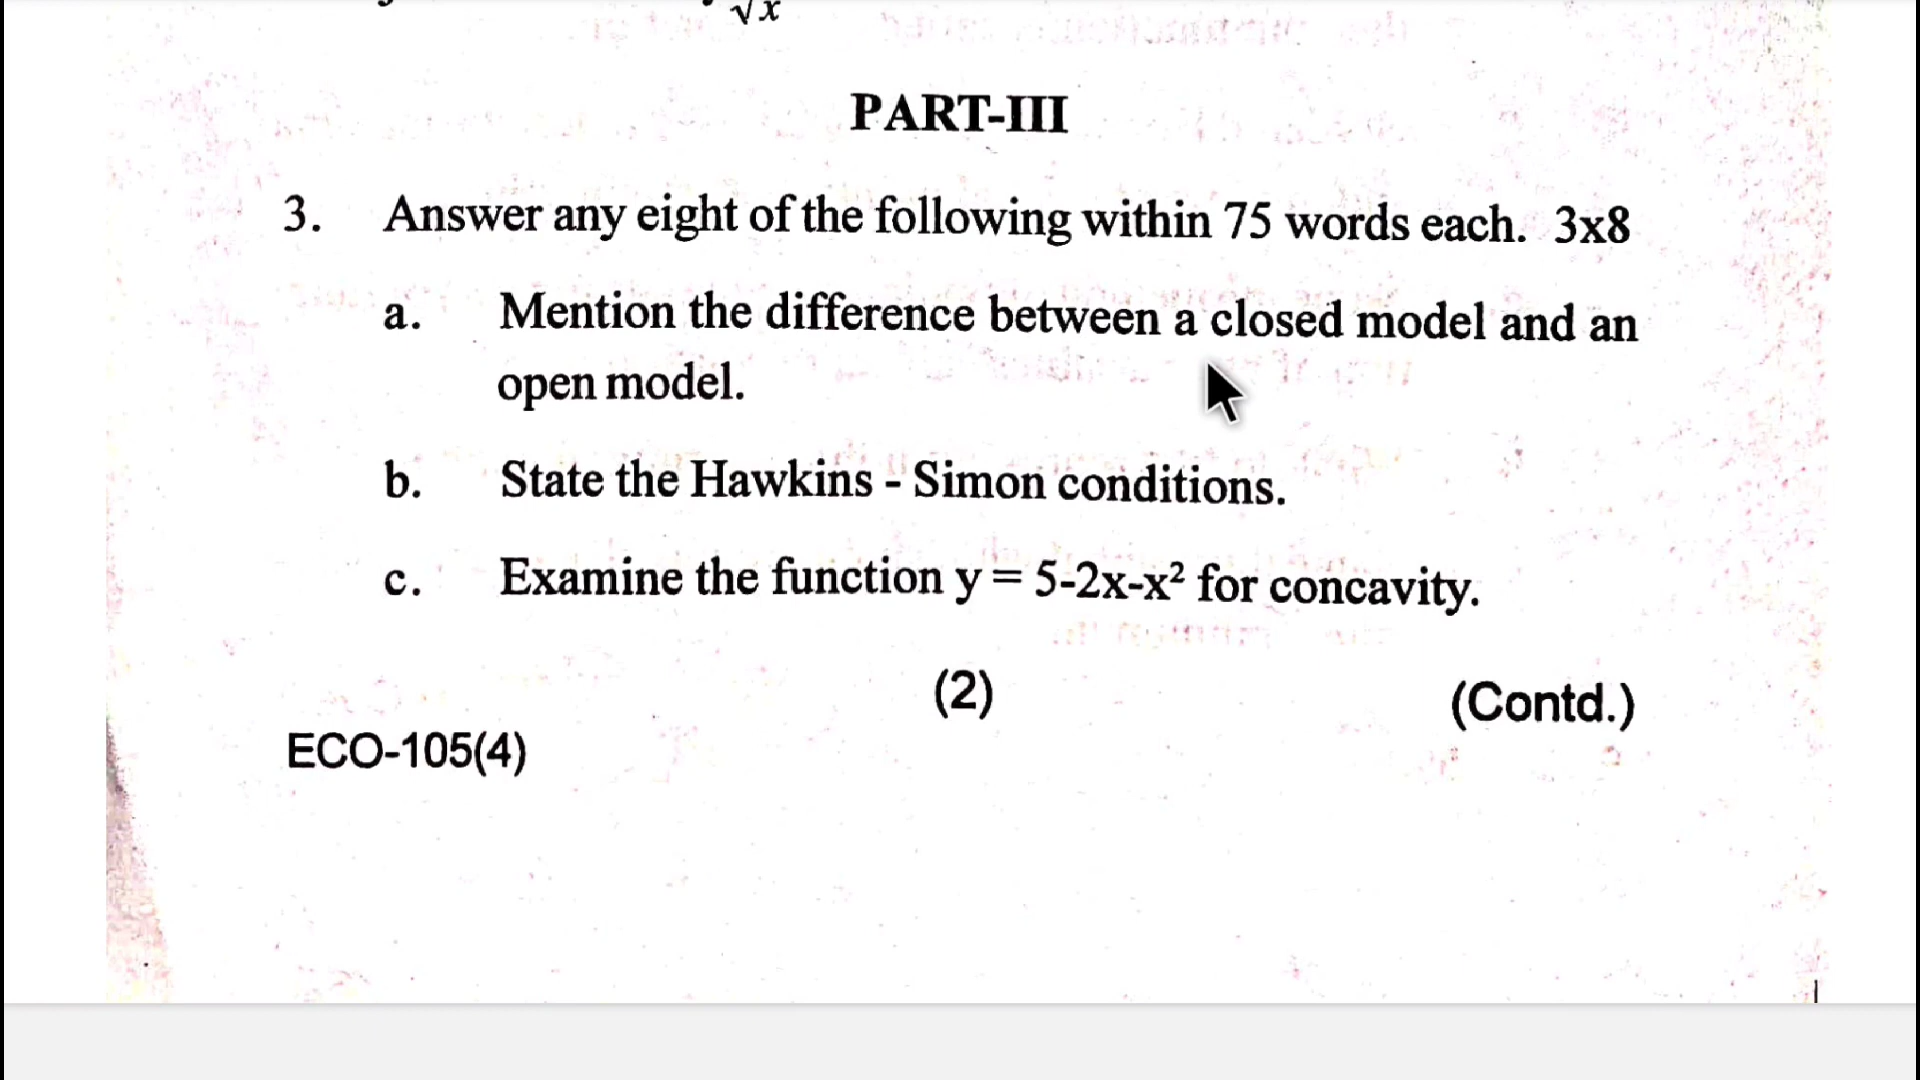 √x
PART-III
3. Answer any eight of the following within 75 words each. 3x8
a. Mention the difference between a closed model and an
open model.
b. State the Hawkins - Simon conditions.
c. Examine the function y = 5-2x-x² for concavity.
(2)
(Contd.)
ECO-105(4)